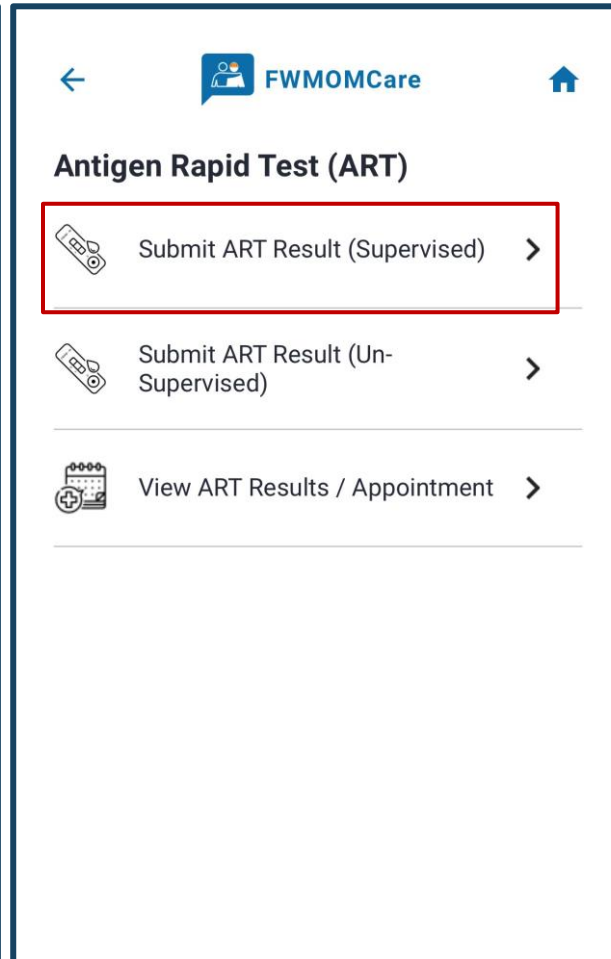 FWMOMCare
Antigen Rapid Test (ART)
Submit ART Result (Supervised)
Submit ART Result (Un-
Supervised)
View ART Results / Appointment